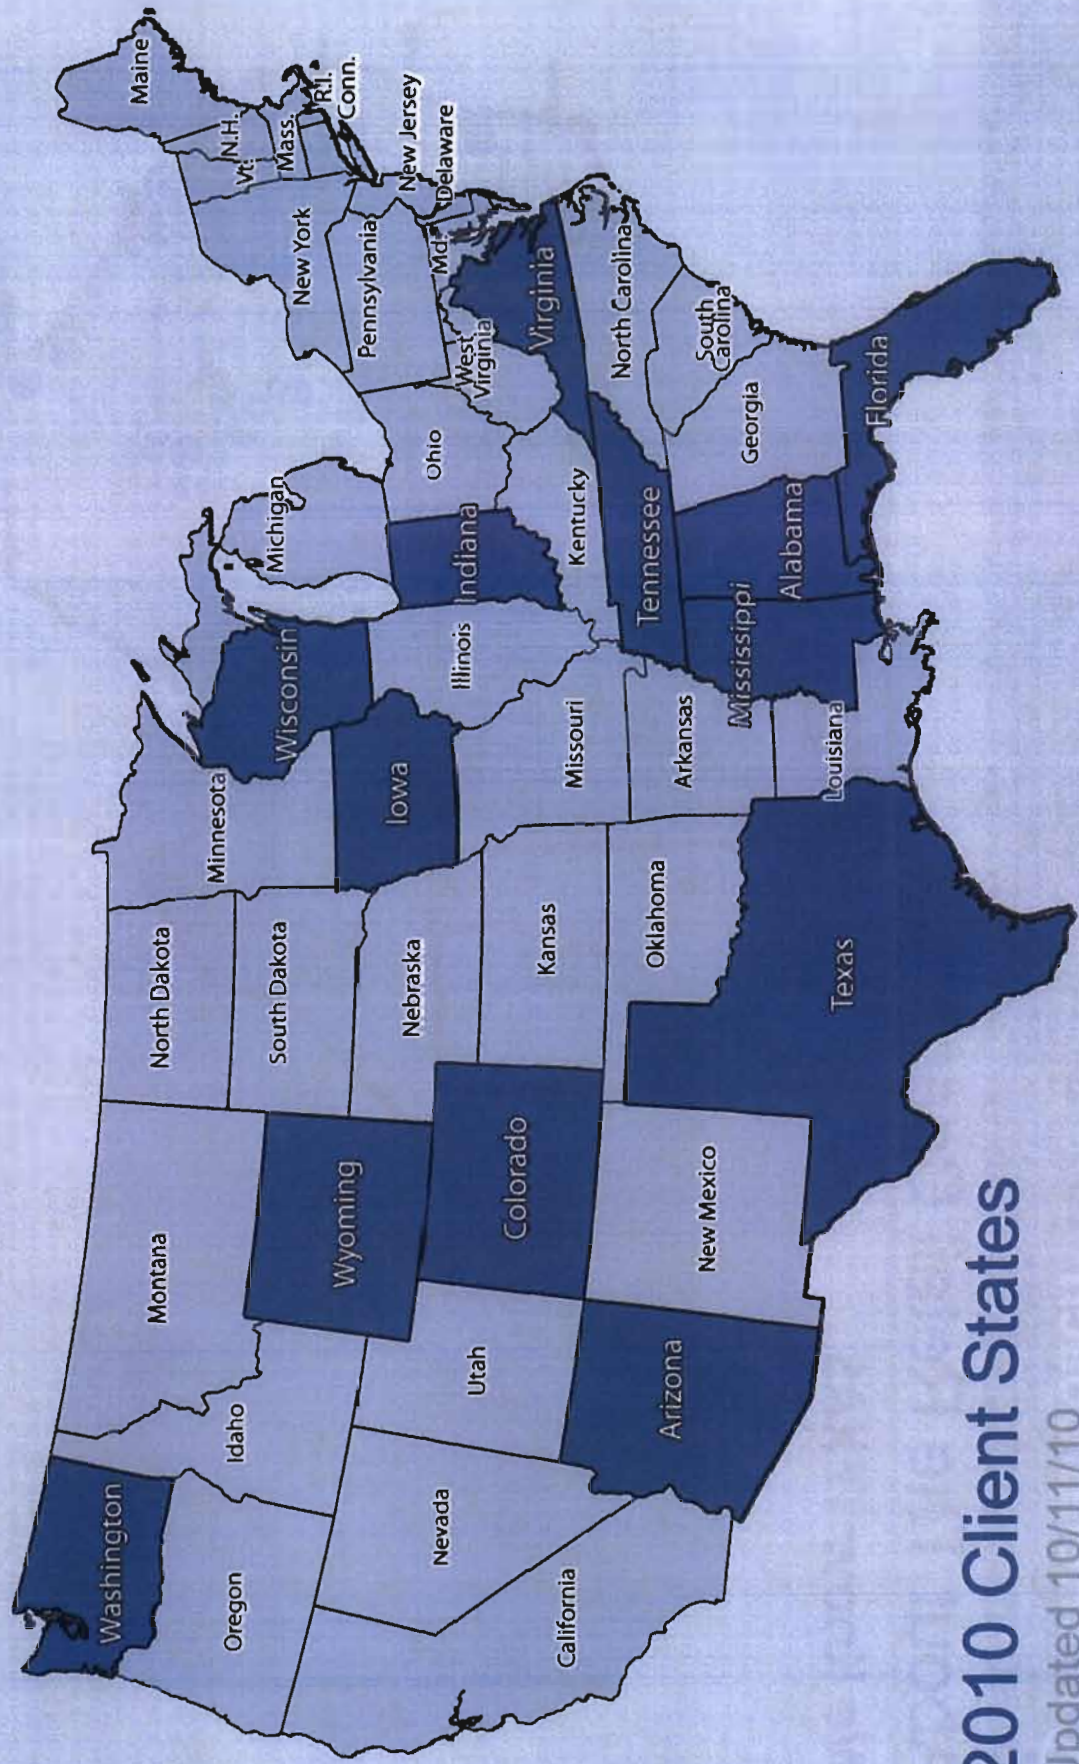 Washington
Oregon
California
Nevada
Idaho
Montana
Wyoming
Utah
Arizona
Colorado
New Mexico
North Dakota
South Dakota
Nebraska
Kansas
Oklahoma
Texas
Minnesota
Iowa
Missouri
Arkansas
Louisiana
Wisconsin
Illinois
Mississippi
Michigan
Indiana
Kentucky
Tennessee
Alabama
Ohio
West
Virginia
Virginia
North Carolina
South
Carolina
Georgia
Florida
Pennsylvania
New York
Md.
Delaware
New Jersey
Conn.
R.I.
Mass.
Vt.
N.H.
Maine
2010 Client States
Updated 10/11/10